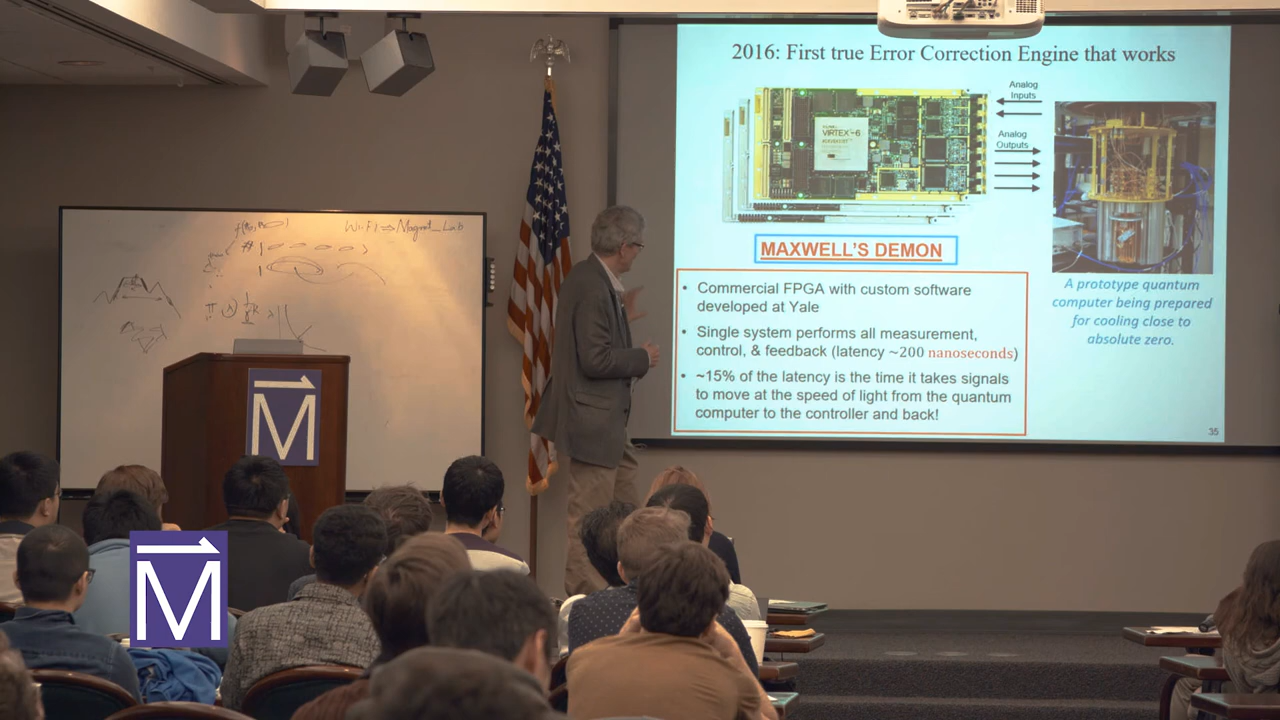 2016: First true Error Correction Engine that works
Analog
Inputs
VIRTEX-6
Analog
Outputs
MAXWELL'S DEMON
• Commercial FPGA with custom software
developed at Yale
• Single system performs all measurement,
control, & feedback (latency ~200 nanoseconds)
• ~15% of the latency is the time it takes signals
to move at the speed of light from the quantum
computer to the controller and back!
A prototype quantum
computer being prepared
for cooling close to
absolute zero.
35
WiFi ⇒ Magnet_Lab
M
M